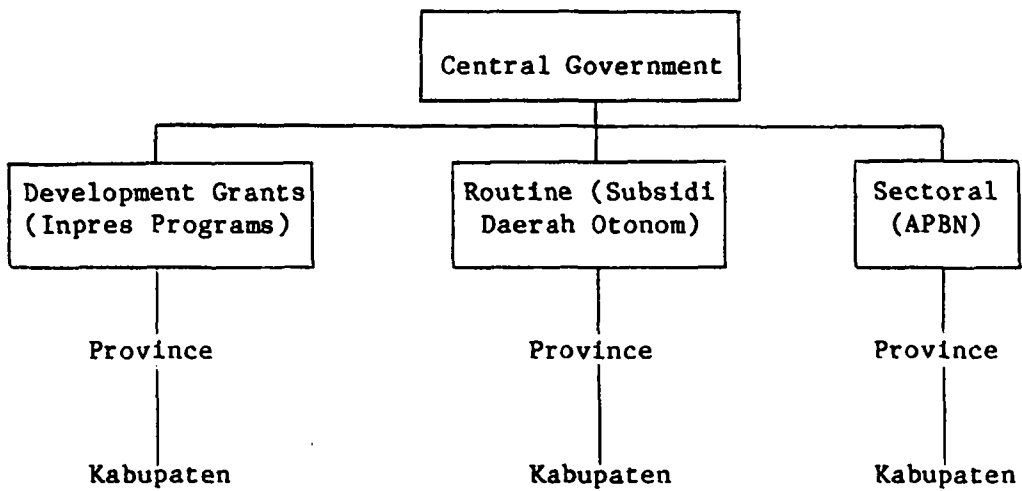 Central Government
Development Grants
(Inpres Programs)
Routine (Subsidi
Daerah Otonom)
Sectoral
(APBN)
Province
Province
Province
Kabupaten
Kabupaten
Kabupaten